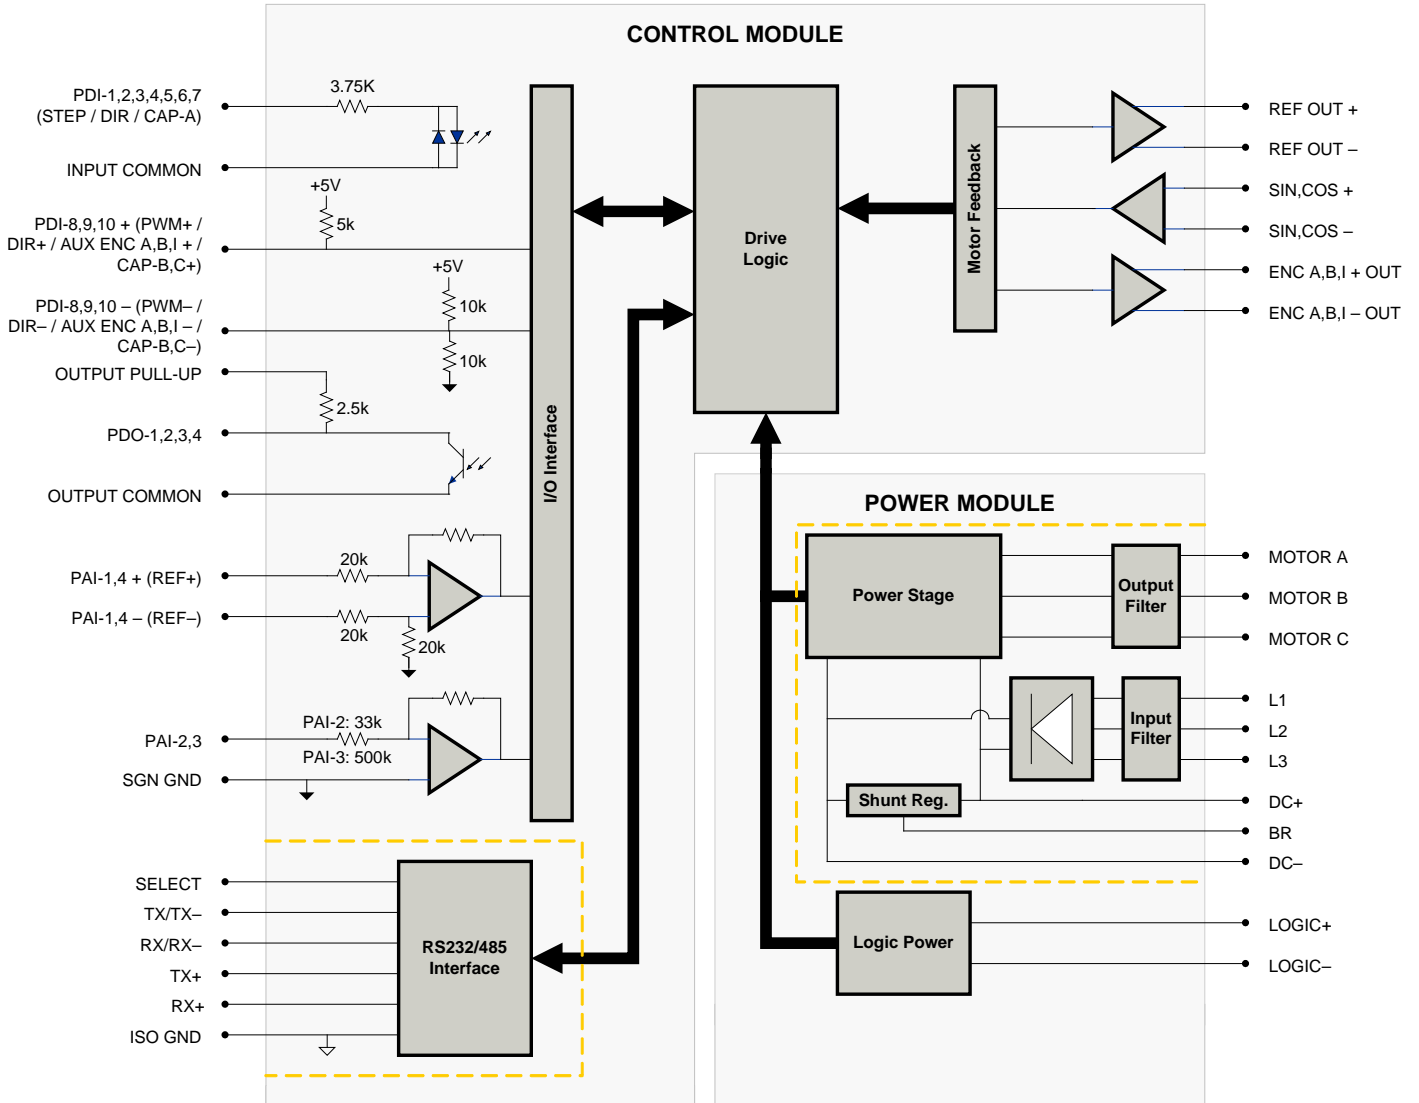 CONTROL MODULE
PDI-1,2,3,4,5,6,7
(STEP / DIR / CAP-A)
3.75K
INPUT COMMON
+5V
5k
PDI-8,9,10 + (PWM+ /
DIR+ / AUX ENC A,B,I + /
CAP-B,C+)
+5V
10k
PDI-8,9,10 – (PWM– /
DIR– / AUX ENC A,B,I – /
CAP-B,C–)
10k
OUTPUT PULL-UP
2.5k
PDO-1,2,3,4
OUTPUT COMMON
20k
PAI-1,4 + (REF+)
PAI-1,4 – (REF–)
20k
20k
PAI-2: 33k
PAI-2,3
PAI-3: 500k
SGN GND
I/O Interface
Drive
Logic
Motor Feedback
REF OUT +
REF OUT –
SIN,COS +
SIN,COS –
ENC A,B,I + OUT
ENC A,B,I – OUT
SELECT
TX/TX–
RX/RX–
TX+
RX+
ISO GND
RS232/485
Interface
POWER MODULE
Power Stage
Output
Filter
MOTOR A
MOTOR B
MOTOR C
Input
Filter
L1
L2
L3
Shunt Reg.
DC+
BR
DC–
Logic Power
LOGIC+
LOGIC–